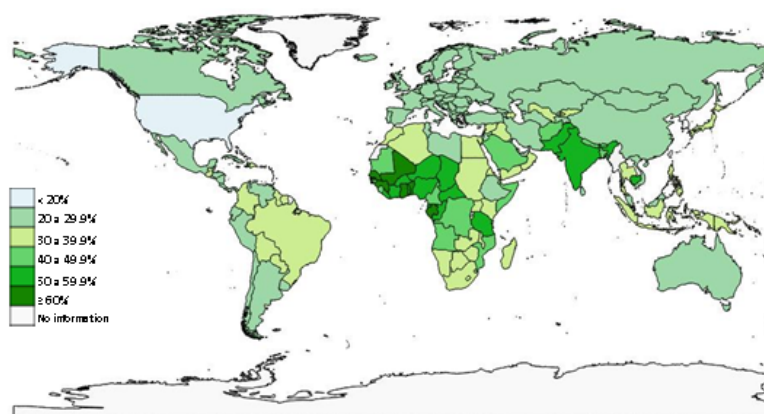 < 20%
20 a 29.9%
30 a 39.9%
40 a 49.9%
50 a 59.9%
≥ 60%
No information